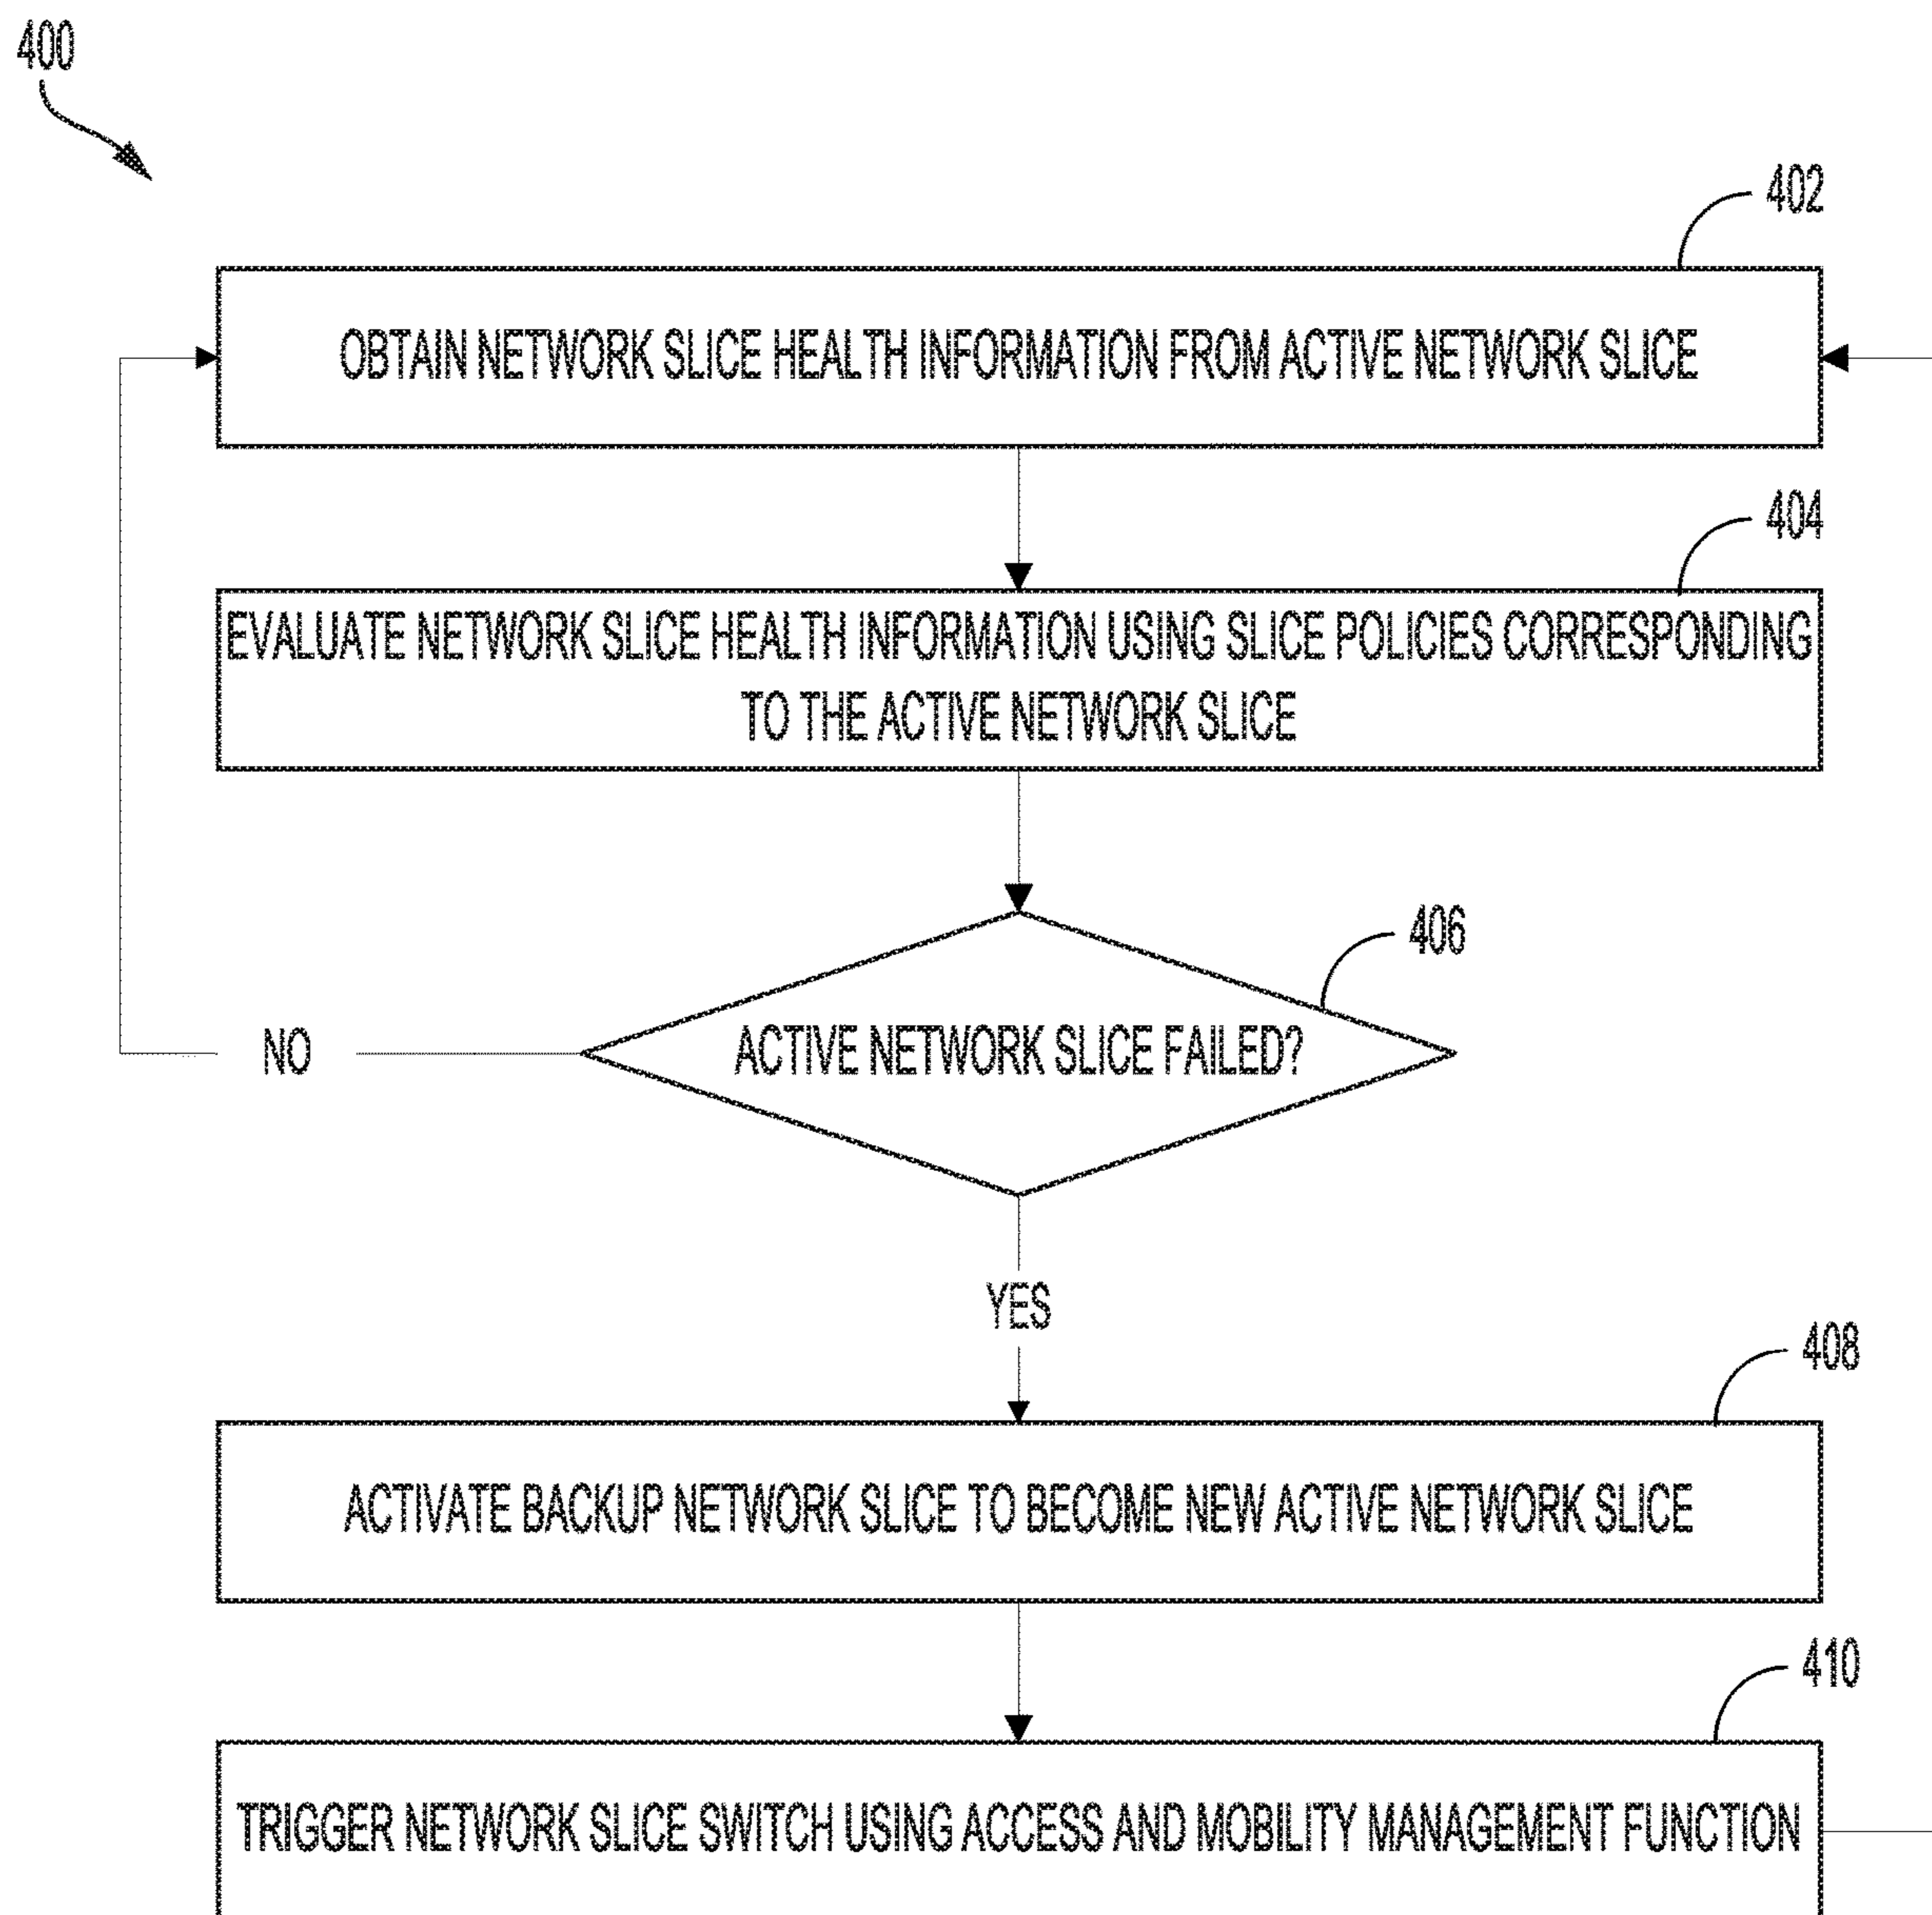 400
402
OBTAIN NETWORK SLICE HEALTH INFORMATION FROM ACTIVE NETWORK SLICE
404
EVALUATE NETWORK SLICE HEALTH INFORMATION USING SLICE POLICIES CORRESPONDING
TO THE ACTIVE NETWORK SLICE
406
ACTIVE NETWORK SLICE FAILED?
NO
YES
408
ACTIVATE BACKUP NETWORK SLICE TO BECOME NEW ACTIVE NETWORK SLICE
410
TRIGGER NETWORK SLICE SWITCH USING ACCESS AND MOBILITY MANAGEMENT FUNCTION